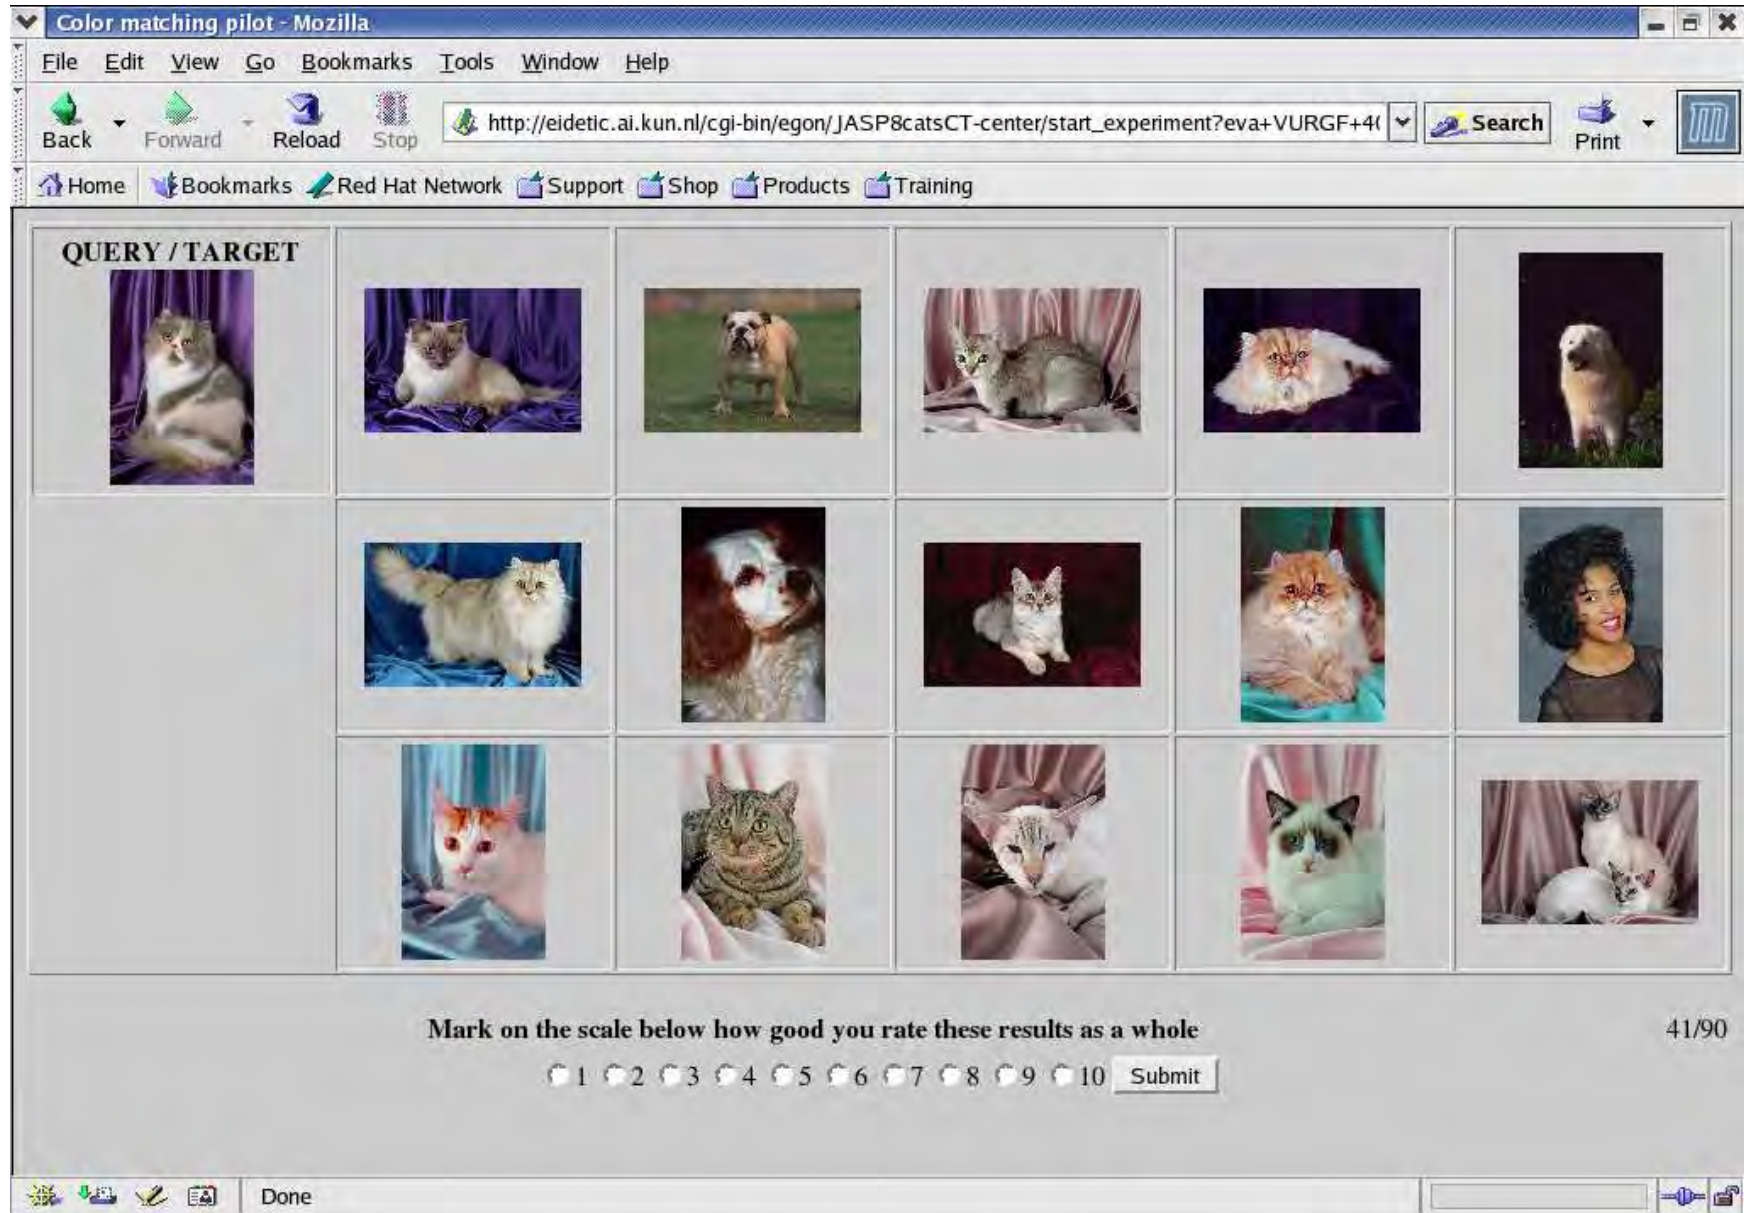 Color matching pilot - Mozilla
File Edit View Go Bookmarks Tools Window Help
Back Forward Reload Stop http://eidetic.ai.kun.nl/cgi-bin/egon/JASP8catsCT-center/start_experiment?eva+VURGF+4( Search Print
Home Bookmarks Red Hat Network Support Shop Products Training
QUERY / TARGET
Mark on the scale below how good you rate these results as a whole 41/90
1 2 3 4 5 6 7 8 9 10 Submit
Done